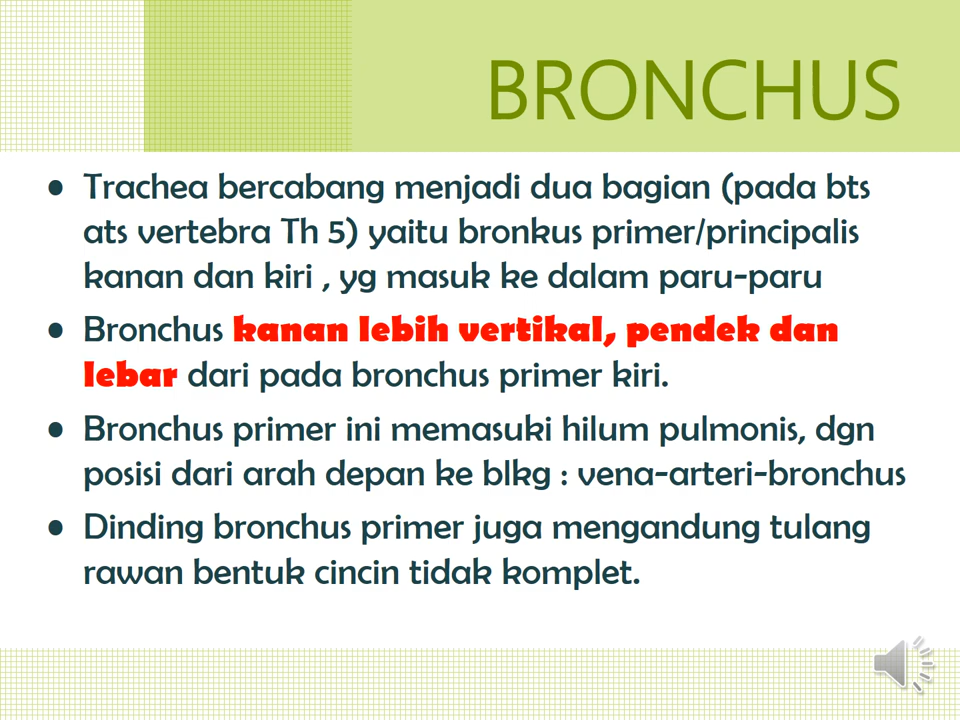 BRONCHUS
• Trachea bercabang menjadi dua bagian (pada bts
ats vertebra Th 5) yaitu bronkus primer/principalis
kanan dan kiri , yg masuk ke dalam paru-paru
• Bronchus kanan lebih vertikal, pendek dan
lebar dari pada bronchus primer kiri.
• Bronchus primer ini memasuki hilum pulmonis, dgn
posisi dari arah depan ke blkg : vena-arteri-bronchus
• Dinding bronchus primer juga mengandung tulang
rawan bentuk cincin tidak komplet.